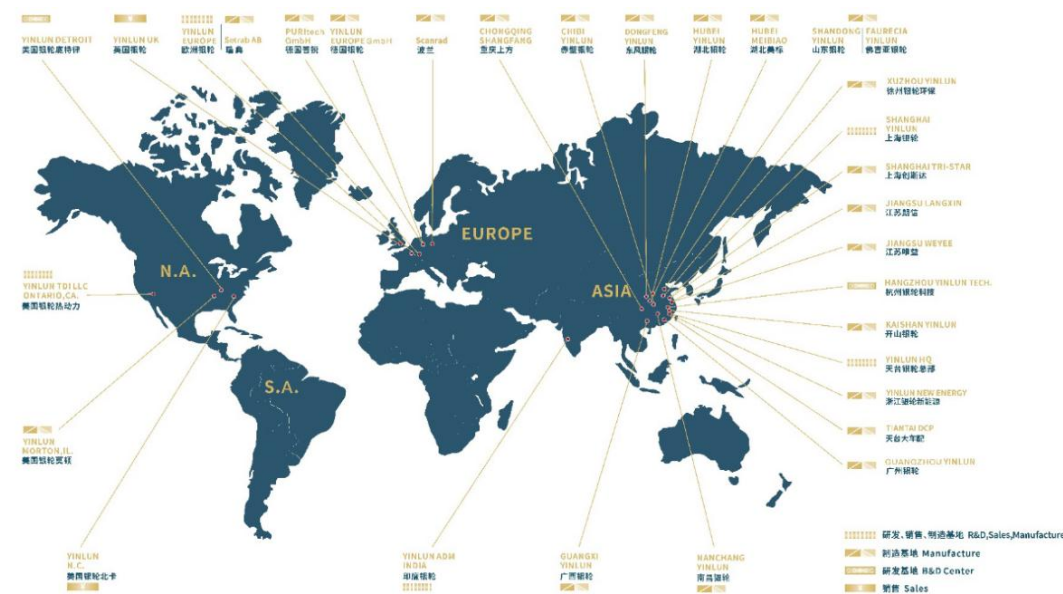 YINLUN DETROIT
美国银轮底特律
YINLUN UK
英国银轮
YINLUN
EUROPE
欧洲银轮
Setrab AB
瑞典
PURItech
GmbH
德国普锐
YINLUN
EUROPE GmbH
德国银轮
Sconrad
波兰
CHONGQING
SHANGFANG
重庆上方
CHIBI
YINLUN
赤壁银轮
DONGFENG
YINLUN
东风银轮
HUBEI
YINLUN
湖北银轮
HUBEI
MEIBIAO
湖北美标
SHANDONG
YINLUN
山东银轮
FAURECIA
YINLUN
佛吉亚银轮
XUZHOU YINLUN
徐州银轮环保
SHANGHAI
YINLUN
上海银轮
SHANGHAI TRI-STAR
上海创斯达
JIANGSU LANGXIN
江苏朗信
JIANGSU WEYEE
江苏唯益
HANGZHOU YINLUN TECH.
杭州银轮科技
KAISHAN YINLUN
开山银轮
YINLUN HQ
天台银轮总部
YINLUN NEW ENERGY
浙江银轮新能源
TIANTAI DCP
天台大车配
GUANGZHOU YINLUN
广州银轮
N.A.
EUROPE
ASIA
S.A.
YINLUN TDI LLC
ONTARIO, CA.
美国银轮热动力
YINLUN
MORTON, IL.
美国银轮莫顿
YINLUN
N.C.
美国银轮北卡
YINLUN ADM
INDIA
印度银轮
GUANGXI
YINLUN
广西银轮
NANCHANG
YINLUN
南昌银轮
研发、销售、制造基地 R&D,Sales,Manufacture
制造基地 Manufacture
研发基地 R&D Center
销售 Sales